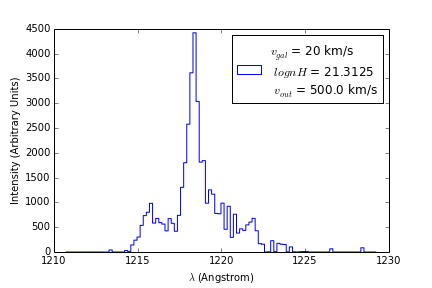 4500
4000
3500
3000
2500
2000
1500
1000
500
0
Intensity (Arbitrary Units)
v_gal = 20 km/s
lognH = 21.3125
v_out = 500.0 km/s
1210 1215 1220 1225 1230
λ (Angstrom)